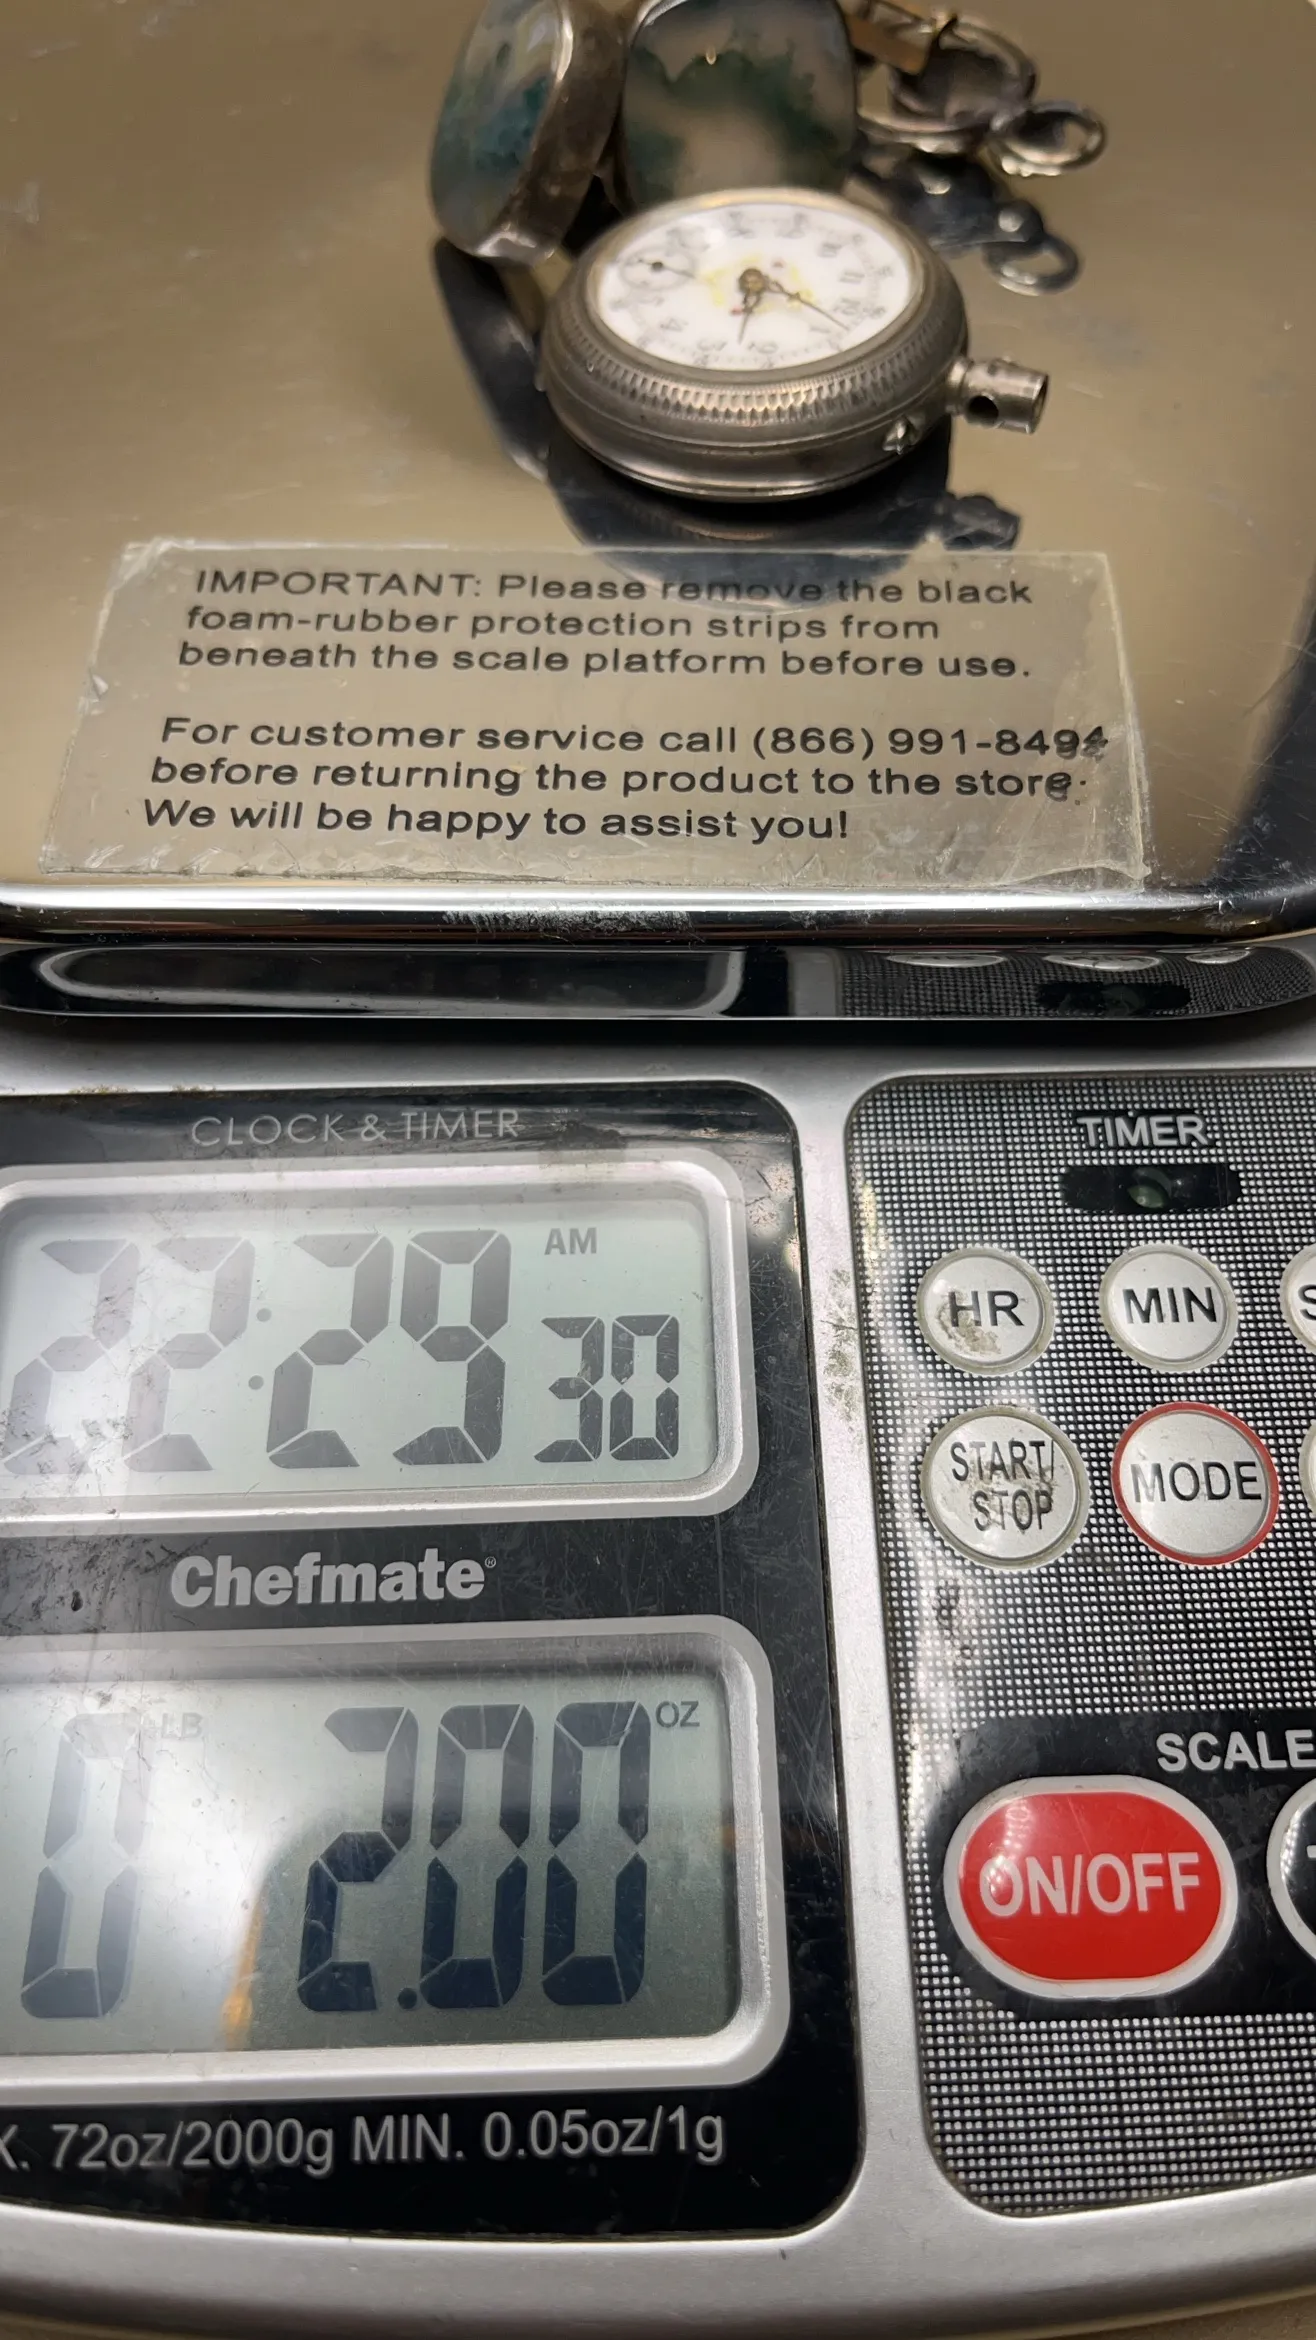 IMPORTANT: Please remove the black
foam-rubber protection strips from
beneath the scale platform before use.
For customer service call (866) 991-8494
before returning the product to the store.
We will be happy to assist you!
CLOCK & TIMER
22:29 30 AM
Chefmate®
0 LB 2.00 OZ
X. 72oz/2000g MIN. 0.05oz/1g
TIMER
HR MIN S
START/
STOP
MODE
SCALE
ON/OFF